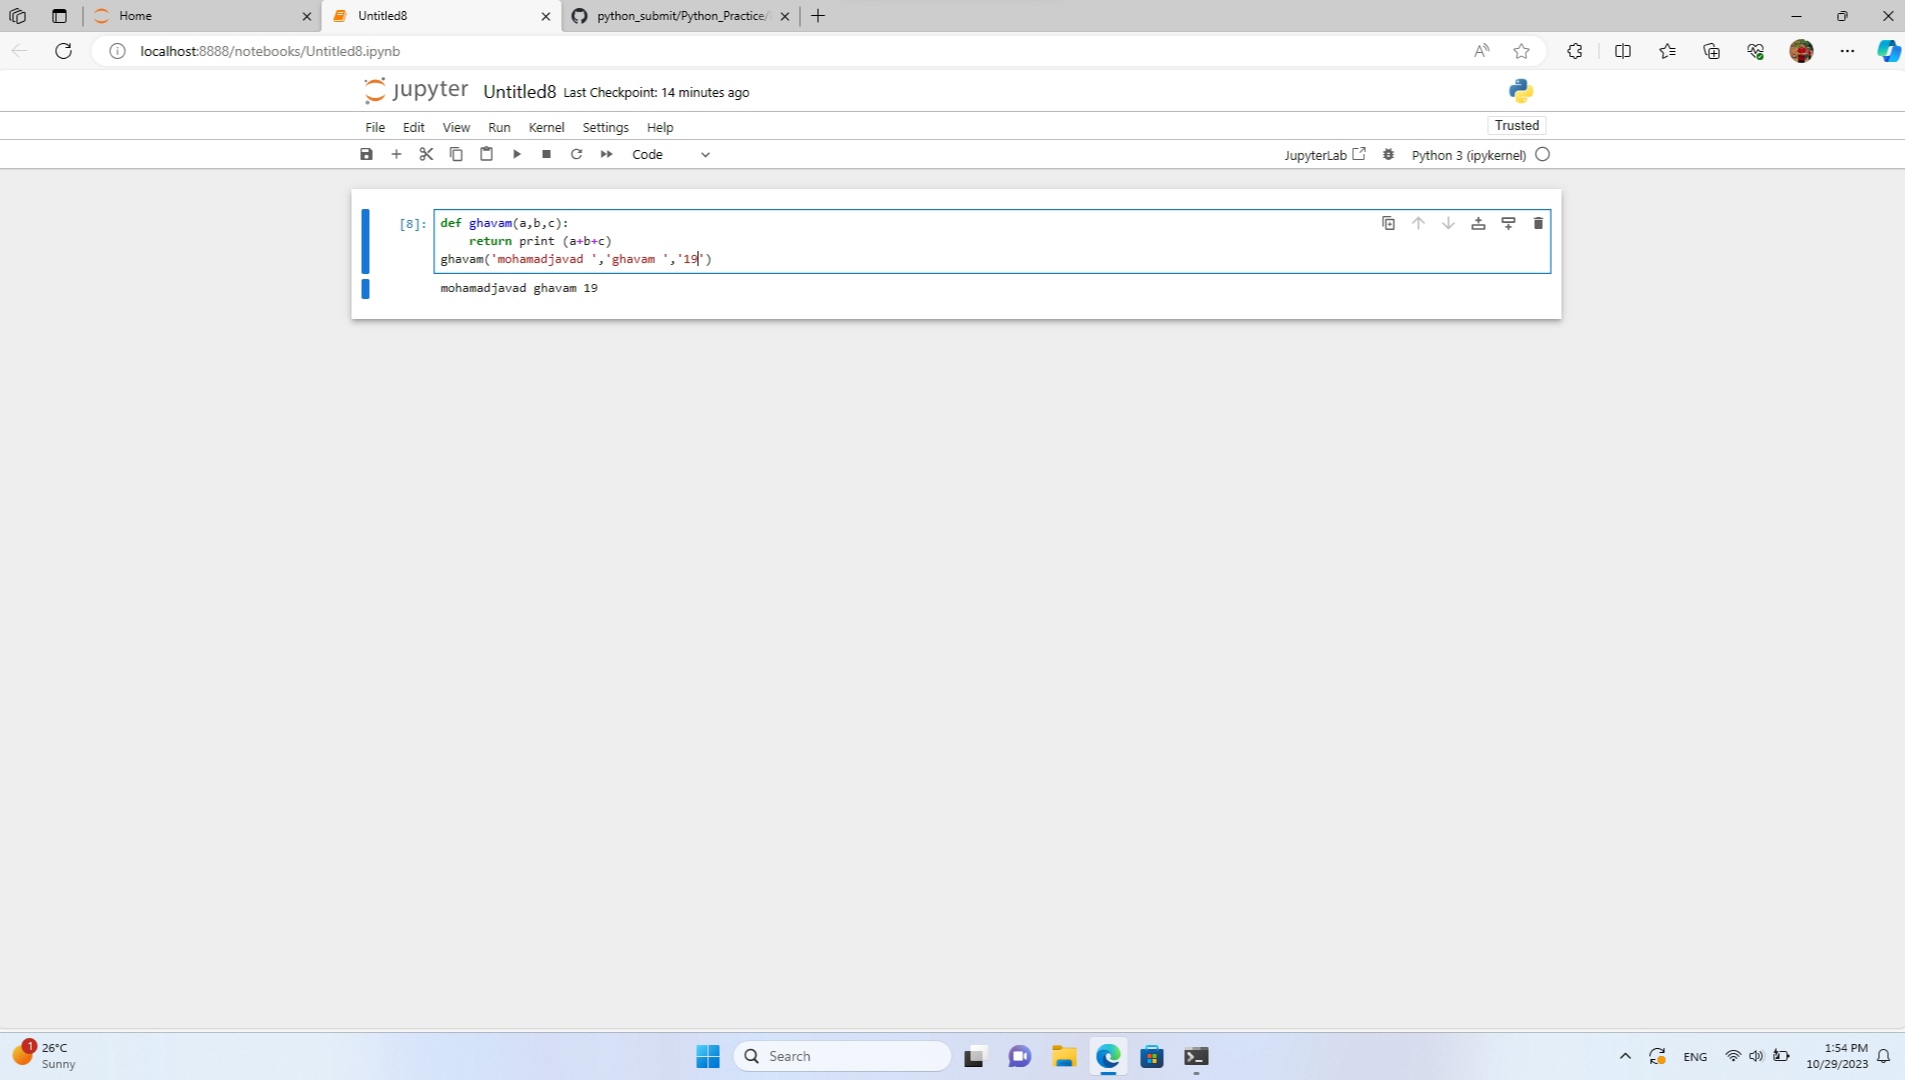 Home
Untitled8
python_submit/Python_Practice/
localhost:8888/notebooks/Untitled8.ipynb
jupyter Untitled8 Last Checkpoint: 14 minutes ago
File Edit View Run Kernel Settings Help
Trusted
Code
JupyterLab
Python 3 (ipykernel)
[8]: def ghavam(a,b,c):
    return print (a+b+c)
ghavam('mohamadjavad ','ghavam ','19')
mohamadjavad ghavam 19
1
26°C
Sunny
Search
ENG
1:54 PM
10/29/2023